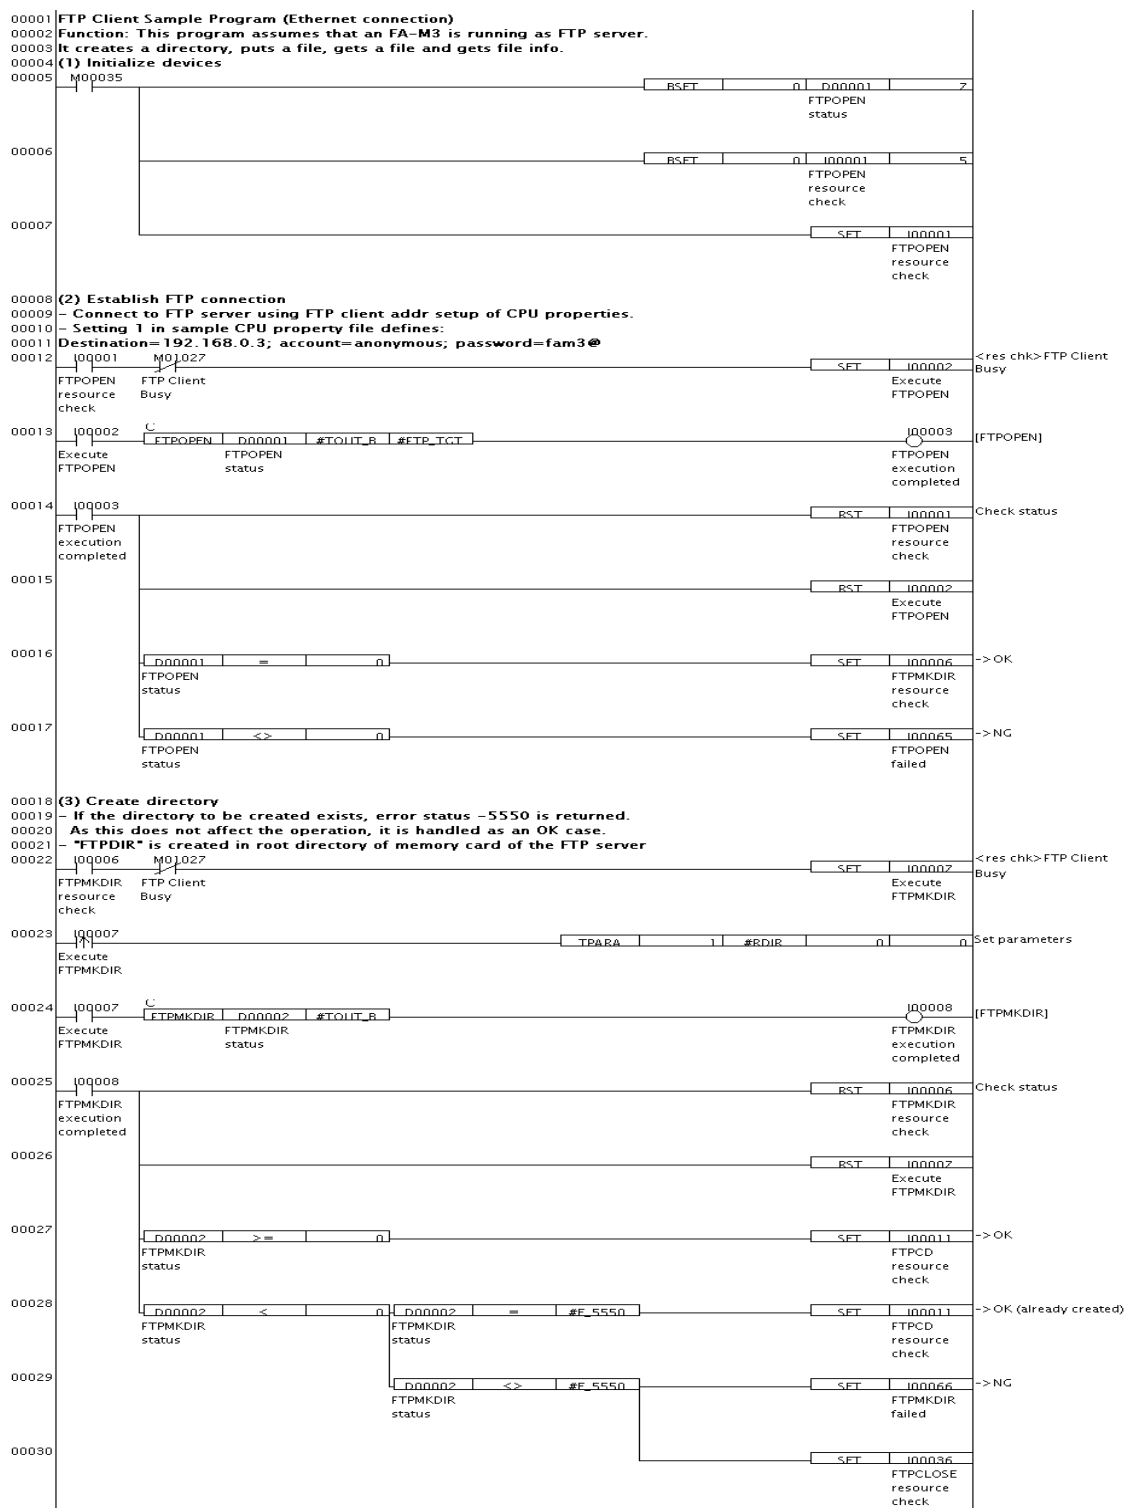 00001 FTP Client Sample Program (Ethernet connection)
00002 Function: This program assumes that an FA-M3 is running as FTP server.
00003 It creates a directory, puts a file, gets a file and gets file info.
00004 (1) Initialize devices
00005 M00035
BSET 0 D00001 7
FTPOPEN
status
00006
BSET 0 I00001 5
FTPOPEN
resource
check
00007
SET I00001
FTPOPEN
resource
check
00008 (2) Establish FTP connection
00009 - Connect to FTP server using FTP client addr setup of CPU properties.
00010 - Setting 1 in sample CPU property file defines:
00011 Destination=192.168.0.3; account=anonymous; password=fam3@
00012 I00001 M01027 SET I00002 <res chk>FTP Client
FTPOPEN FTP Client Execute Busy
resource Busy FTPOPEN
check
00013 I00002 C I00003
FTPOPEN D00001 #TOUT_B #FTP_TGT [FTPOPEN]
Execute FTPOPEN FTPOPEN
FTPOPEN status execution
completed
00014 I00003 RST I00001 Check status
FTPOPEN FTPOPEN
execution resource
completed check
00015
RST I00002
Execute
FTPOPEN
00016
D00001 = 0 SET I00006 ->OK
FTPOPEN FTPMKDIR
status resource
check
00017
D00001 <> 0 SET I00065 ->NG
FTPOPEN FTPOPEN
status failed
00018 (3) Create directory
00019 - If the directory to be created exists, error status -5550 is returned.
00020 As this does not affect the operation, it is handled as an OK case.
00021 - "FTPDIR" is created in root directory of memory card of the FTP server
00022 I00006 M01027 SET I00007 <res chk>FTP Client
FTPMKDIR FTP Client Execute Busy
resource Busy FTPMKDIR
check
00023 I00007
TPARA 1 #RDIR 0 0 Set parameters
Execute
FTPMKDIR
00024 I00007 C I00008
FTPMKDIR D00002 #TOUT_B [FTPMKDIR]
Execute FTPMKDIR FTPMKDIR
FTPMKDIR status execution
completed
00025 I00008 RST I00006 Check status
FTPMKDIR FTPMKDIR
execution resource
completed check
00026
RST I00007
Execute
FTPMKDIR
00027
D00002 >= 0 SET I00011 ->OK
FTPMKDIR FTPCD
status resource
check
00028
D00002 < 0 D00002 = #E_5550 SET I00011 ->OK (already created)
FTPMKDIR FTPMKDIR FTPCD
status status resource
check
00029
D00002 <> #E_5550 SET I00066 ->NG
FTPMKDIR FTPMKDIR
status failed
00030
SET I00036
FTPCLOSE
resource
check